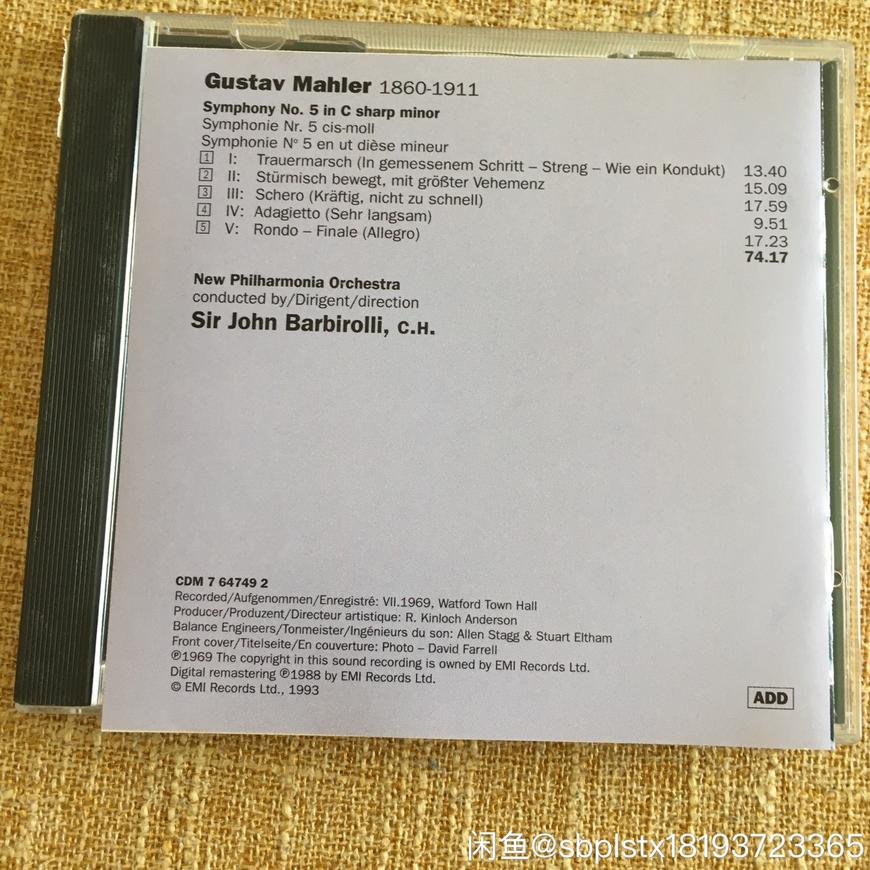 Gustav Mahler 1860-1911
Symphony No. 5 in C sharp minor
Symphonie Nr. 5 cis-moll
Symphonie N° 5 en ut dièse mineur
1 I: Trauermarsch (In gemessenem Schritt – Streng – Wie ein Kondukt) 13.40
2 II: Stürmisch bewegt, mit größter Vehemenz 15.09
3 III: Schero (Kräftig, nicht zu schnell) 17.59
4 IV: Adagietto (Sehr langsam) 9.51
5 V: Rondo – Finale (Allegro) 17.23
74.17
New Philharmonia Orchestra
conducted by/Dirigent/direction
Sir John Barbirolli, C.H.
CDM 7 64749 2
Recorded/Aufgenommen/Enregistré: VII.1969, Watford Town Hall
Producer/Produzent/Directeur artistique: R. Kinloch Anderson
Balance Engineers/Tonmeister/Ingénieurs du son: Allen Stagg & Stuart Eltham
Front cover/Titelseite/En couverture: Photo – David Farrell
℗1969 The copyright in this sound recording is owned by EMI Records Ltd.
Digital remastering ℗1988 by EMI Records Ltd.
© EMI Records Ltd., 1993
ADD
闲鱼@sbplstx18193723365